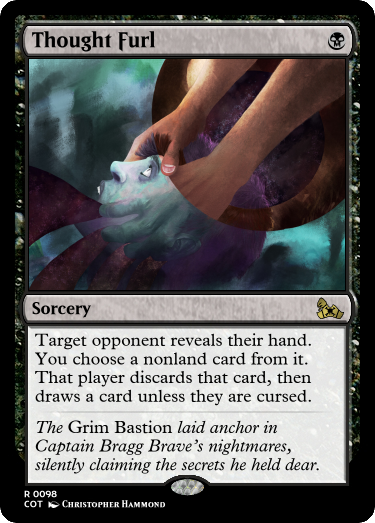 Thought Furl
Sorcery
Target opponent reveals their hand.
You choose a nonland card from it.
That player discards that card, then
draws a card unless they are cursed.
The Grim Bastion laid anchor in
Captain Bragg Brave's nightmares,
silently claiming the secrets he held dear.
R 0098
COT Christopher Hammond